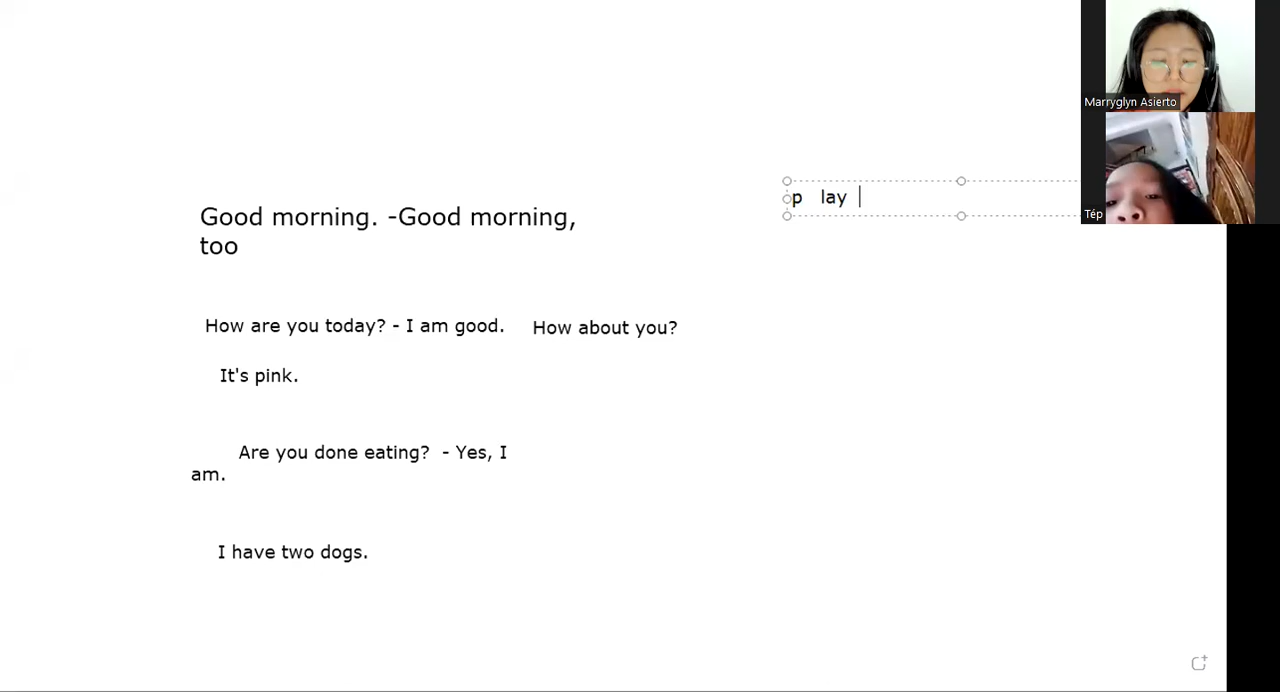 Marryglyn Asierto
p lay
Tép
Good morning. -Good morning,
too
How are you today? - I am good. How about you?
It's pink.
Are you done eating? - Yes, I
am.
I have two dogs.